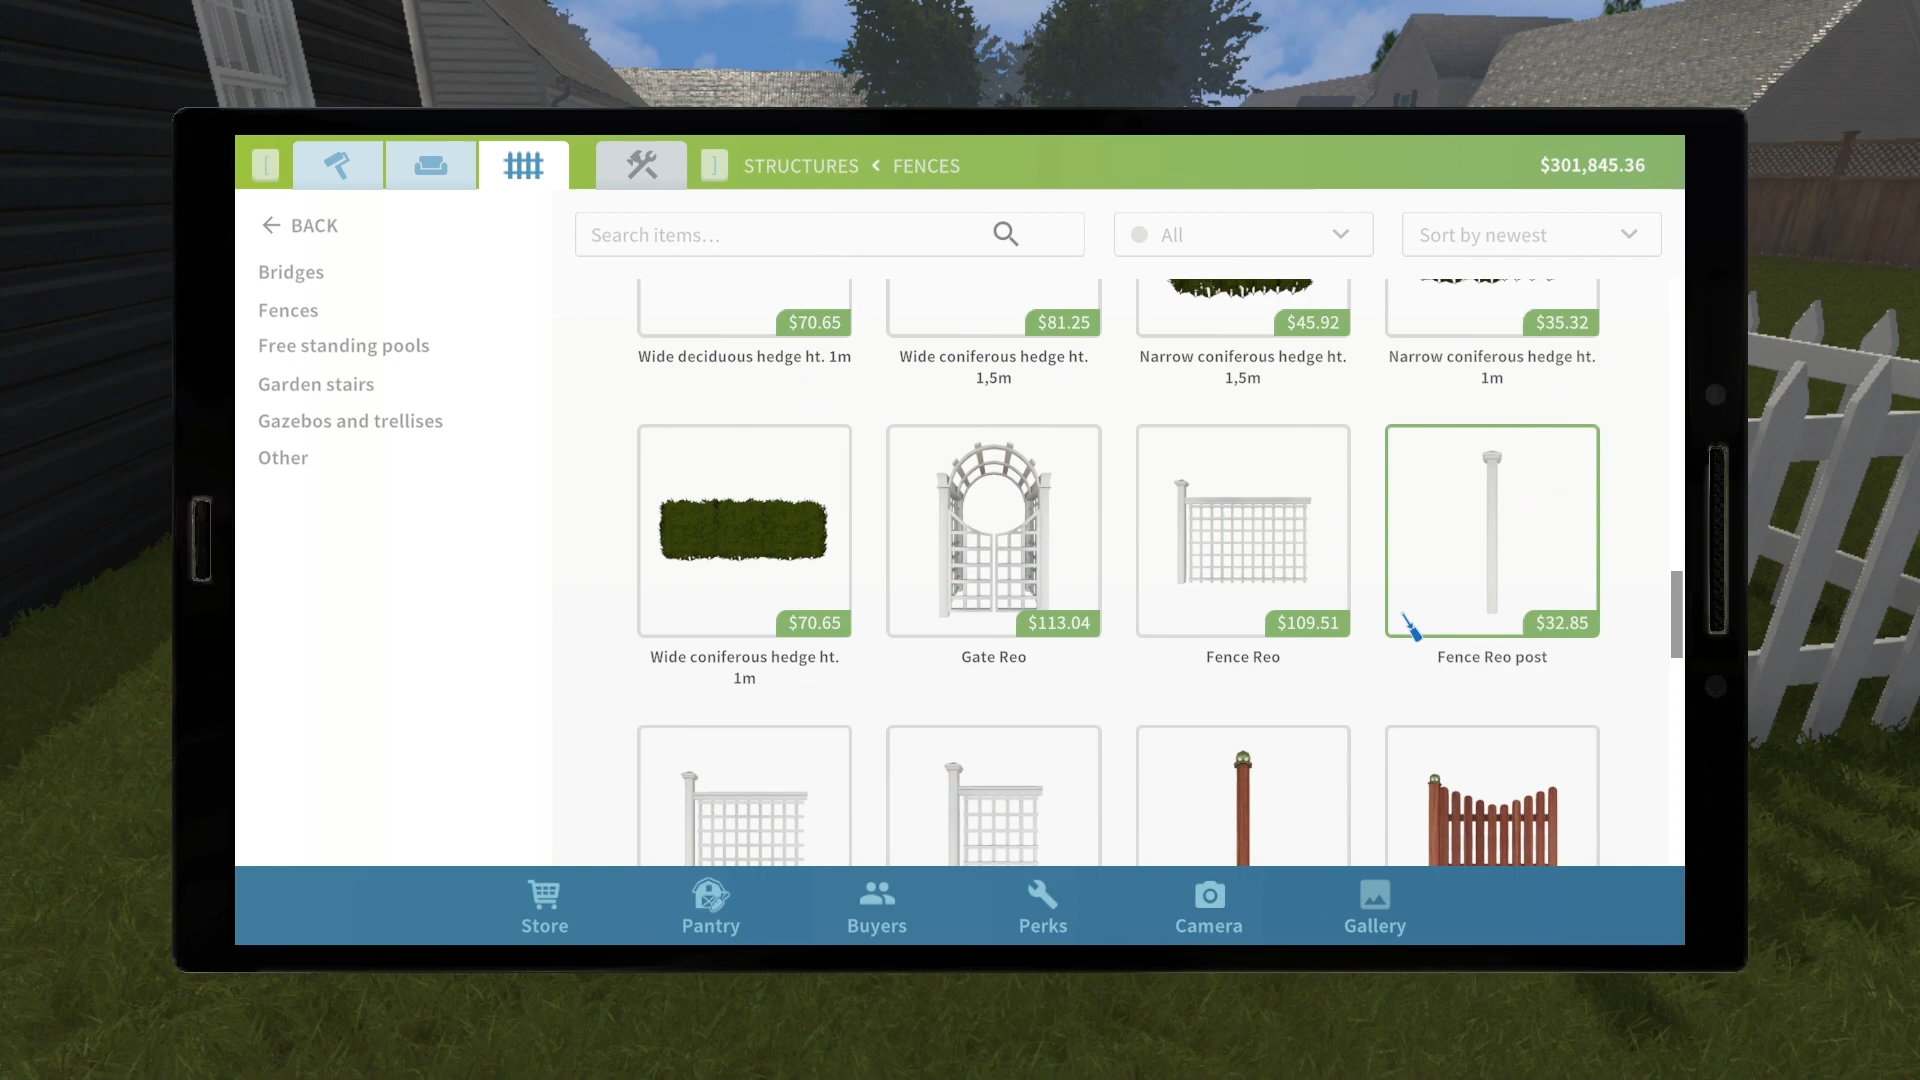 [
]
STRUCTURES < FENCES
$301,845.36
BACK
Search items...
All
Sort by newest
Bridges
Fences
Free standing pools
Garden stairs
Gazebos and trellises
Other
$70.65
$81.25
$45.92
$35.32
Wide deciduous hedge ht. 1m
Wide coniferous hedge ht.
1,5m
Narrow coniferous hedge ht.
1,5m
Narrow coniferous hedge ht.
1m
$70.65
$113.04
$109.51
$32.85
Wide coniferous hedge ht.
1m
Gate Reo
Fence Reo
Fence Reo post
Store
Pantry
Buyers
Perks
Camera
Gallery